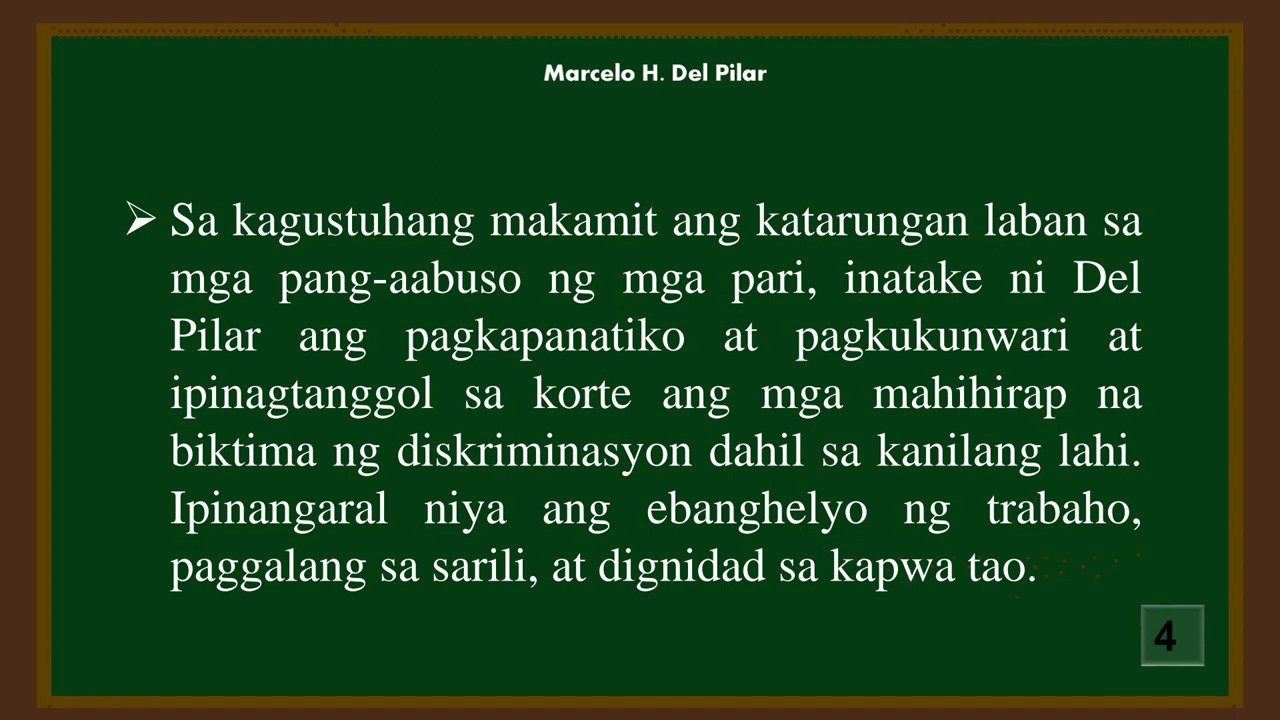 Marcelo H. Del Pilar
➢ Sa kagustuhang makamit ang katarungan laban sa
mga pang-aabuso ng mga pari, inatake ni Del
Pilar ang pagkapanatiko at pagkukunwari at
ipinagtanggol sa korte ang mga mahihirap na
biktima ng diskriminasyon dahil sa kanilang lahi.
Ipinangaral niya ang ebanghelyo ng trabaho,
paggalang sa sarili, at dignidad sa kapwa tao.
4